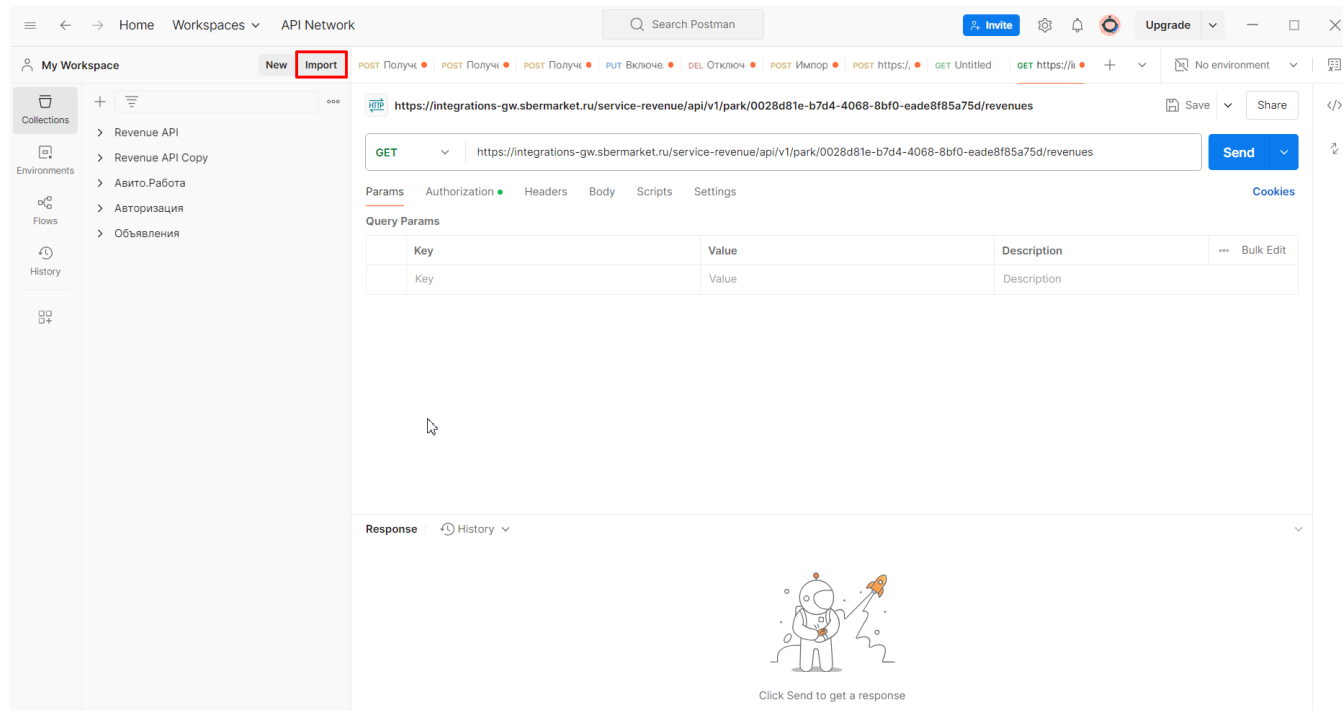 Home Workspaces API Network Search Postman Invite Upgrade
My Workspace New Import POST Получе POST Получе POST Получе PUT Включе. DEL Отключ POST Импор POST https:/, GET Untitled GET https://i No environment
Collections
Environments
Flows
History
Revenue API
Revenue API Copy
Авито.Работа
Авторизация
Объявления
HTTP https://integrations-gw.sbermarket.ru/service-revenue/api/v1/park/0028d81e-b7d4-4068-8bf0-eade8f85a75d/revenues Save Share
GET https://integrations-gw.sbermarket.ru/service-revenue/api/v1/park/0028d81e-b7d4-4068-8bf0-eade8f85a75d/revenues Send
Params Authorization Headers Body Scripts Settings Cookies
Query Params
Key Value Description Bulk Edit
Key Value Description
Response History
Click Send to get a response